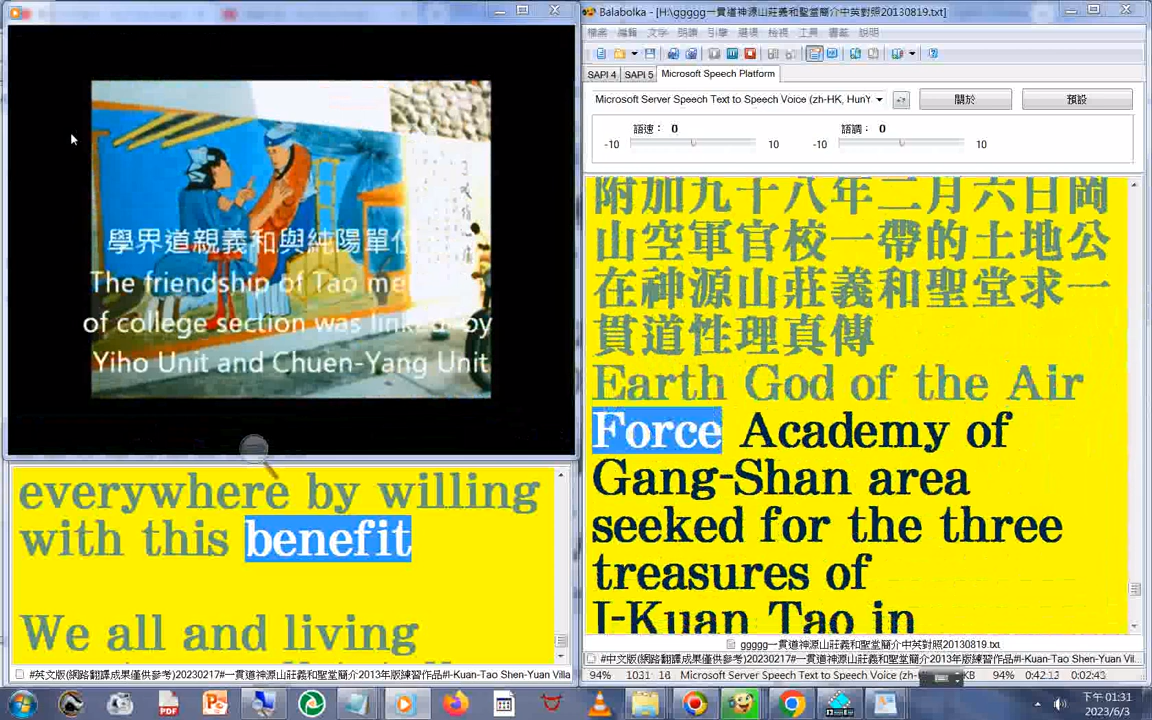 Balabolka - [H:\ggggg一貫道神源山莊義和聖堂簡介中英對照20130819.txt]
檔案 編輯 文字 朗讀 引擎 選項 檢視 工具 書籤 說明
SAPI 4 SAPI 5 Microsoft Speech Platform
Microsoft Server Speech Text to Speech Voice (zh-HK, HunY
關於
預設
語速： 0
語調： 0
-10 10 -10 10
學界道親義和與純陽單位
The friendship of Tao me
of college section was linked by
Yiho Unit and Chuen-Yang Unit
附加九十八年二月六日岡
山空軍官校一帶的土地公
在神源山莊義和聖堂求一
貫道性理真傳
Earth God of the Air
Force Academy of
Gang-Shan area
seeked for the three
treasures of
I-Kuan Tao in
everywhere by willing
with this benefit
We all and living
ggggg一貫道神源山莊義和聖堂簡介中英對照20130819.txt
#中文版(網路翻譯成果僅供參考)20230217#一貫道神源山莊義和聖堂簡介2013年版練習作品#I-Kuan-Tao Shen-Yuan Vil...
#英文版(網路翻譯成果僅供參考)20230217#一貫道神源山莊義和聖堂簡介2013年版練習作品#I-Kuan-Tao Shen-Yuan Villa
94% 1031: 16 Microsoft Server Speech Text to Speech Voice (zh-HK, KB 94% 0:42:13 0:02:43
下午 01:31
2023/6/3